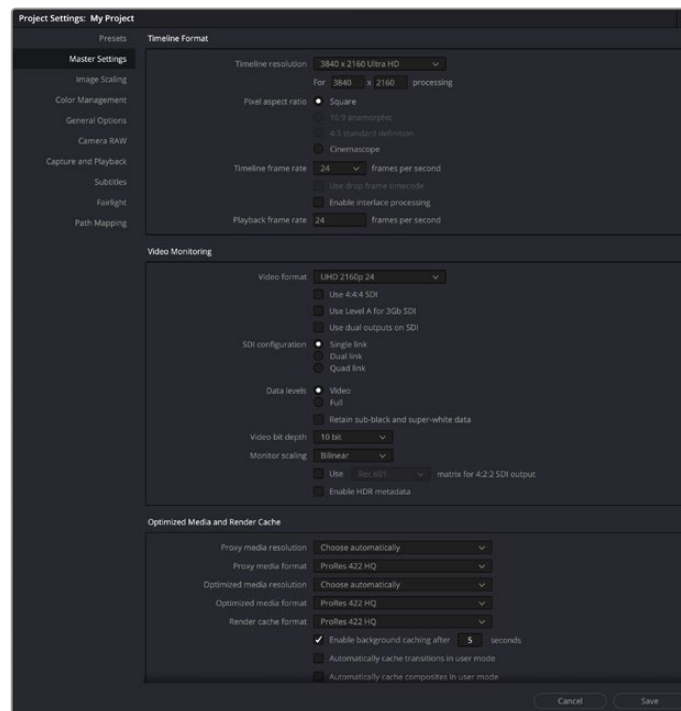 Project Settings: My Project
Presets
Master Settings
Image Scaling
Color Management
General Options
Camera RAW
Capture and Playback
Subtitles
Fairlight
Path Mapping
Timeline Format
Timeline resolution 3840 x 2160 Ultra HD
For 3840 x 2160 processing
Pixel aspect ratio Square
16:9 anamorphic
4:3 standard definition
Cinemascope
Timeline frame rate 24 frames per second
Use drop frame timecode
Enable interlace processing
Playback frame rate 24 frames per second
Video Monitoring
Video format UHD 2160p 24
Use 4:4:4 SDI
Use Level A for 3Gb SDI
Use dual outputs on SDI
SDI configuration Single link
Dual link
Quad link
Data levels Video
Full
Retain sub-black and super-white data
Video bit depth 10 bit
Monitor scaling Bilinear
Use Rec.601 matrix for 4:2:2 SDI output
Enable HDR metadata
Optimized Media and Render Cache
Proxy media resolution Choose automatically
Proxy media format ProRes 422 HQ
Optimized media resolution Choose automatically
Optimized media format ProRes 422 HQ
Render cache format ProRes 422 HQ
Enable background caching after 5 seconds
Automatically cache transitions in user mode
Automatically cache composites in user mode
Cancel Save